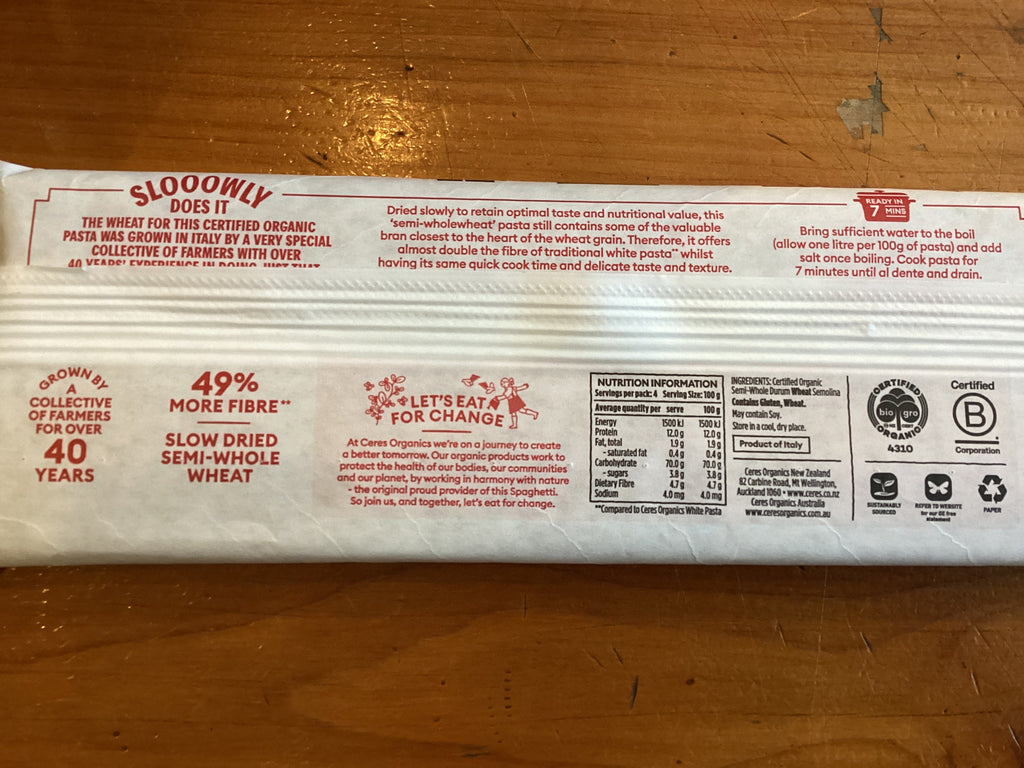 SLOOOWLY
DOES IT
THE WHEAT FOR THIS CERTIFIED ORGANIC
PASTA WAS GROWN IN ITALY BY A VERY SPECIAL
COLLECTIVE OF FARMERS WITH OVER
40 YEARS' EXPERIENCE IN DOING JUST THAT
Dried slowly to retain optimal taste and nutritional value, this
'semi-wholewheat' pasta still contains some of the valuable
bran closest to the heart of the wheat grain. Therefore, it offers
almost double the fibre of traditional white pasta** whilst
having its same quick cook time and delicate taste and texture.
READY IN
7 MINS
Bring sufficient water to the boil
(allow one litre per 100g of pasta) and add
salt once boiling. Cook pasta for
7 minutes until al dente and drain.
GROWN BY
A
COLLECTIVE
OF FARMERS
FOR OVER
40
YEARS
49%
MORE FIBRE**
SLOW DRIED
SEMI-WHOLE
WHEAT
LET'S EAT
FOR CHANGE
At Ceres Organics we're on a journey to create
a better tomorrow. Our organic products work to
protect the health of our bodies, our communities
and our planet, by working in harmony with nature
- the original proud provider of this Spaghetti.
So join us, and together, let's eat for change.
NUTRITION INFORMATION
Servings per pack: 4 Serving Size: 100 g
Average quantity per serve 100 g
Energy 1500 kJ 1500 kJ
Protein 12.0 g 12.0 g
Fat, total 1.9 g 1.9 g
- saturated fat 0.4 g 0.4 g
Carbohydrate 70.0 g 70.0 g
- sugars 3.8 g 3.8 g
Dietary Fibre 4.7 g 4.7 g
Sodium 4.0 mg 4.0 mg
**Compared to Ceres Organics White Pasta
INGREDIENTS: Certified Organic
Semi-Whole Durum Wheat Semolina
Contains Gluten, Wheat.
May contain Soy.
Store in a cool, dry place.
Product of Italy
Ceres Organics New Zealand
82 Carbine Road, Mt Wellington,
Auckland 1060 • www.ceres.co.nz
Ceres Organics Australia
www.ceresorganics.com.au
CERTIFIED
bio gro
ORGANIC
4310
Certified
B
Corporation
SUSTAINABLY
SOURCED
REFER TO WEBSITE
for our GE free
statement
PAPER